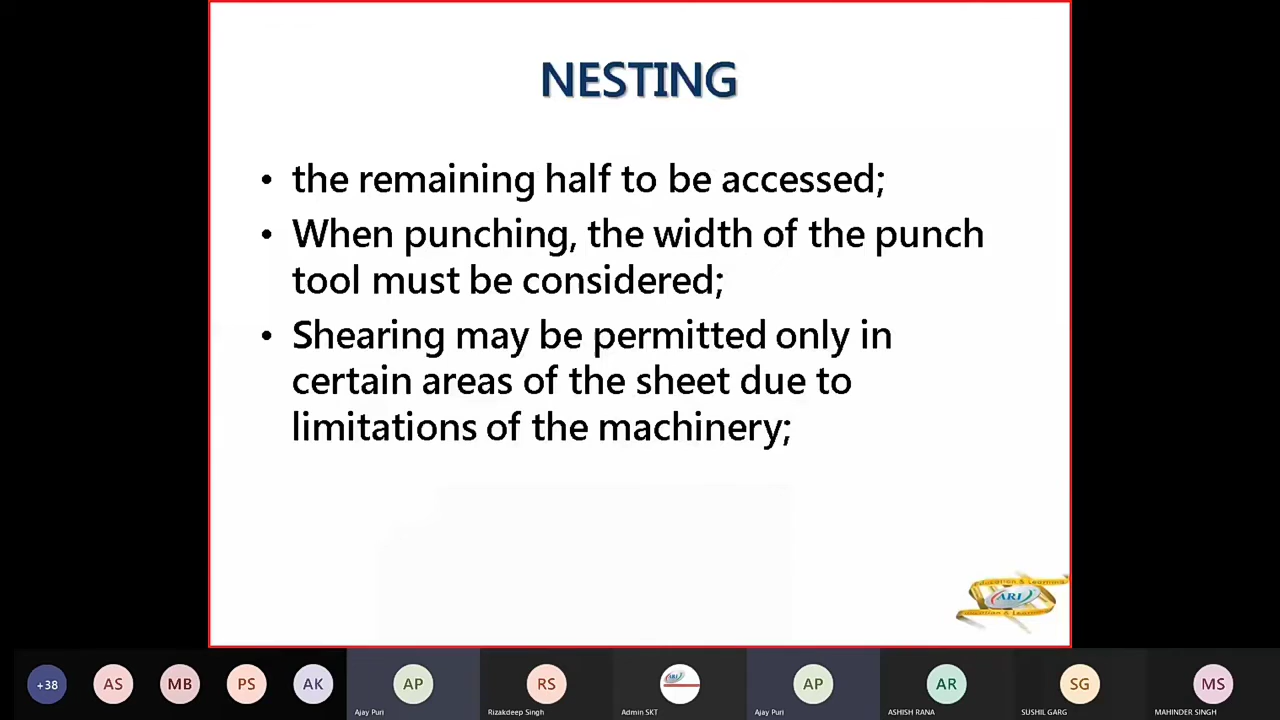 NESTING
• the remaining half to be accessed;
• When punching, the width of the punch
tool must be considered;
• Shearing may be permitted only in
certain areas of the sheet due to
limitations of the machinery;
Education & Learning
ARI
+38
AS
MB
PS
AK
AP
RS
AP
AR
SG
MS
Ajay Puri
Rizakdeep Singh
Admin SKT
Ajay Puri
ASHISH RANA
SUSHIL GARG
MAHINDER SINGH